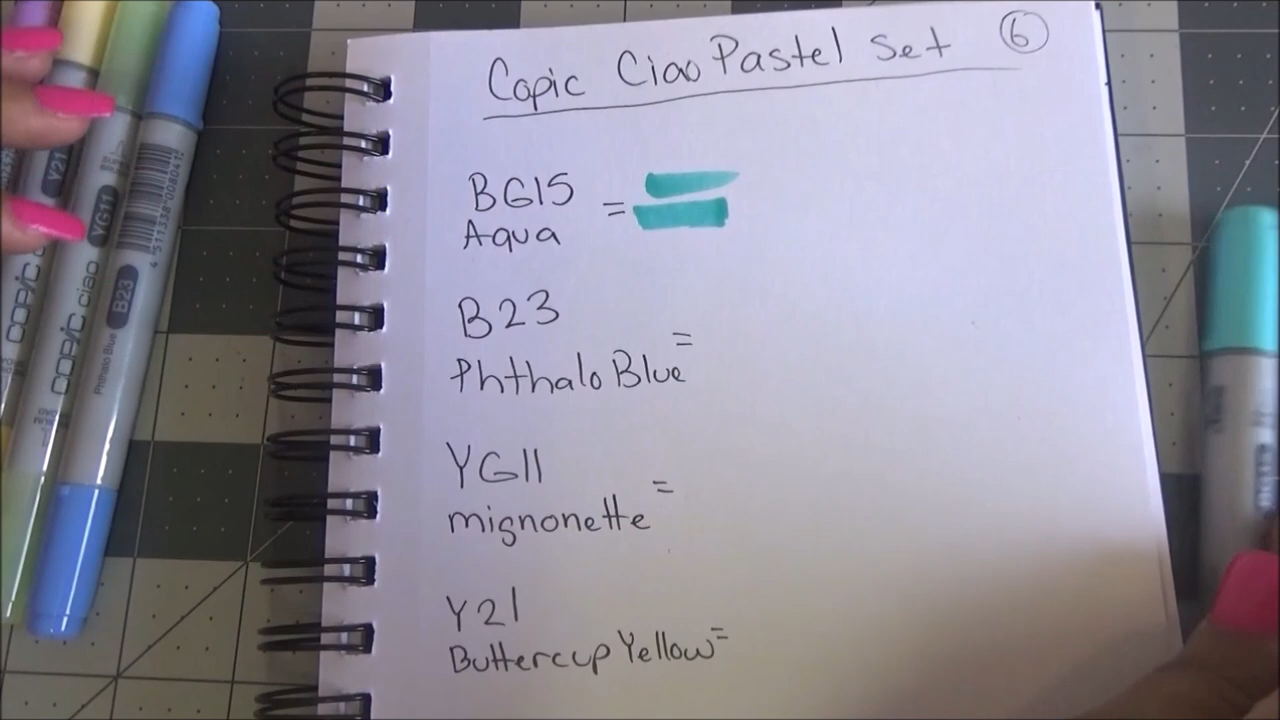 Copic Ciao Pastel Set 6
BG15
Aqua =
B23
Phthalo Blue =
YG11
mignonette =
Y21
Buttercup Yellow =
Y21
YG11
COPIC ciao
B23
Phthalo Blue
4511338008041
COPIC